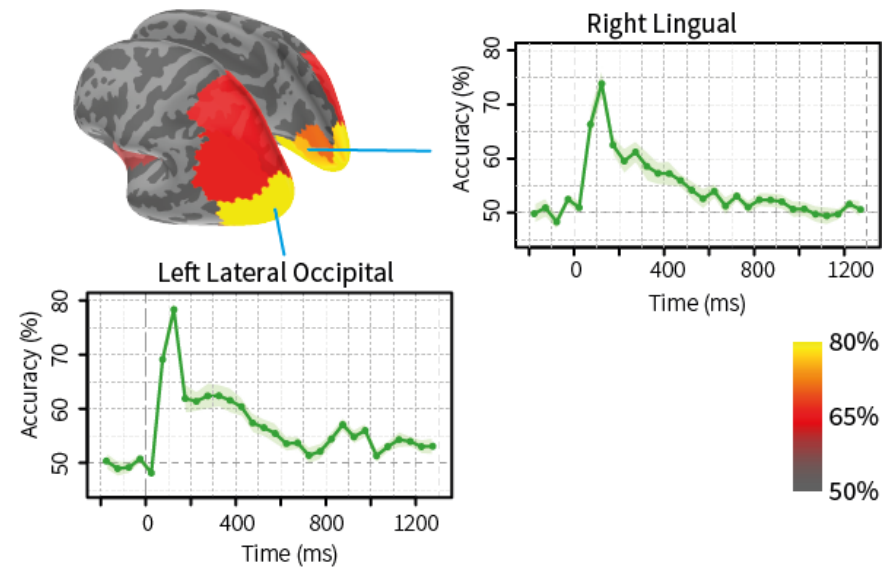 Right Lingual
Accuracy (%)
80
70
60
50
0 400 800 1200
Time (ms)
Left Lateral Occipital
Accuracy (%)
80
70
60
50
0 400 800 1200
Time (ms)
80%
65%
50%